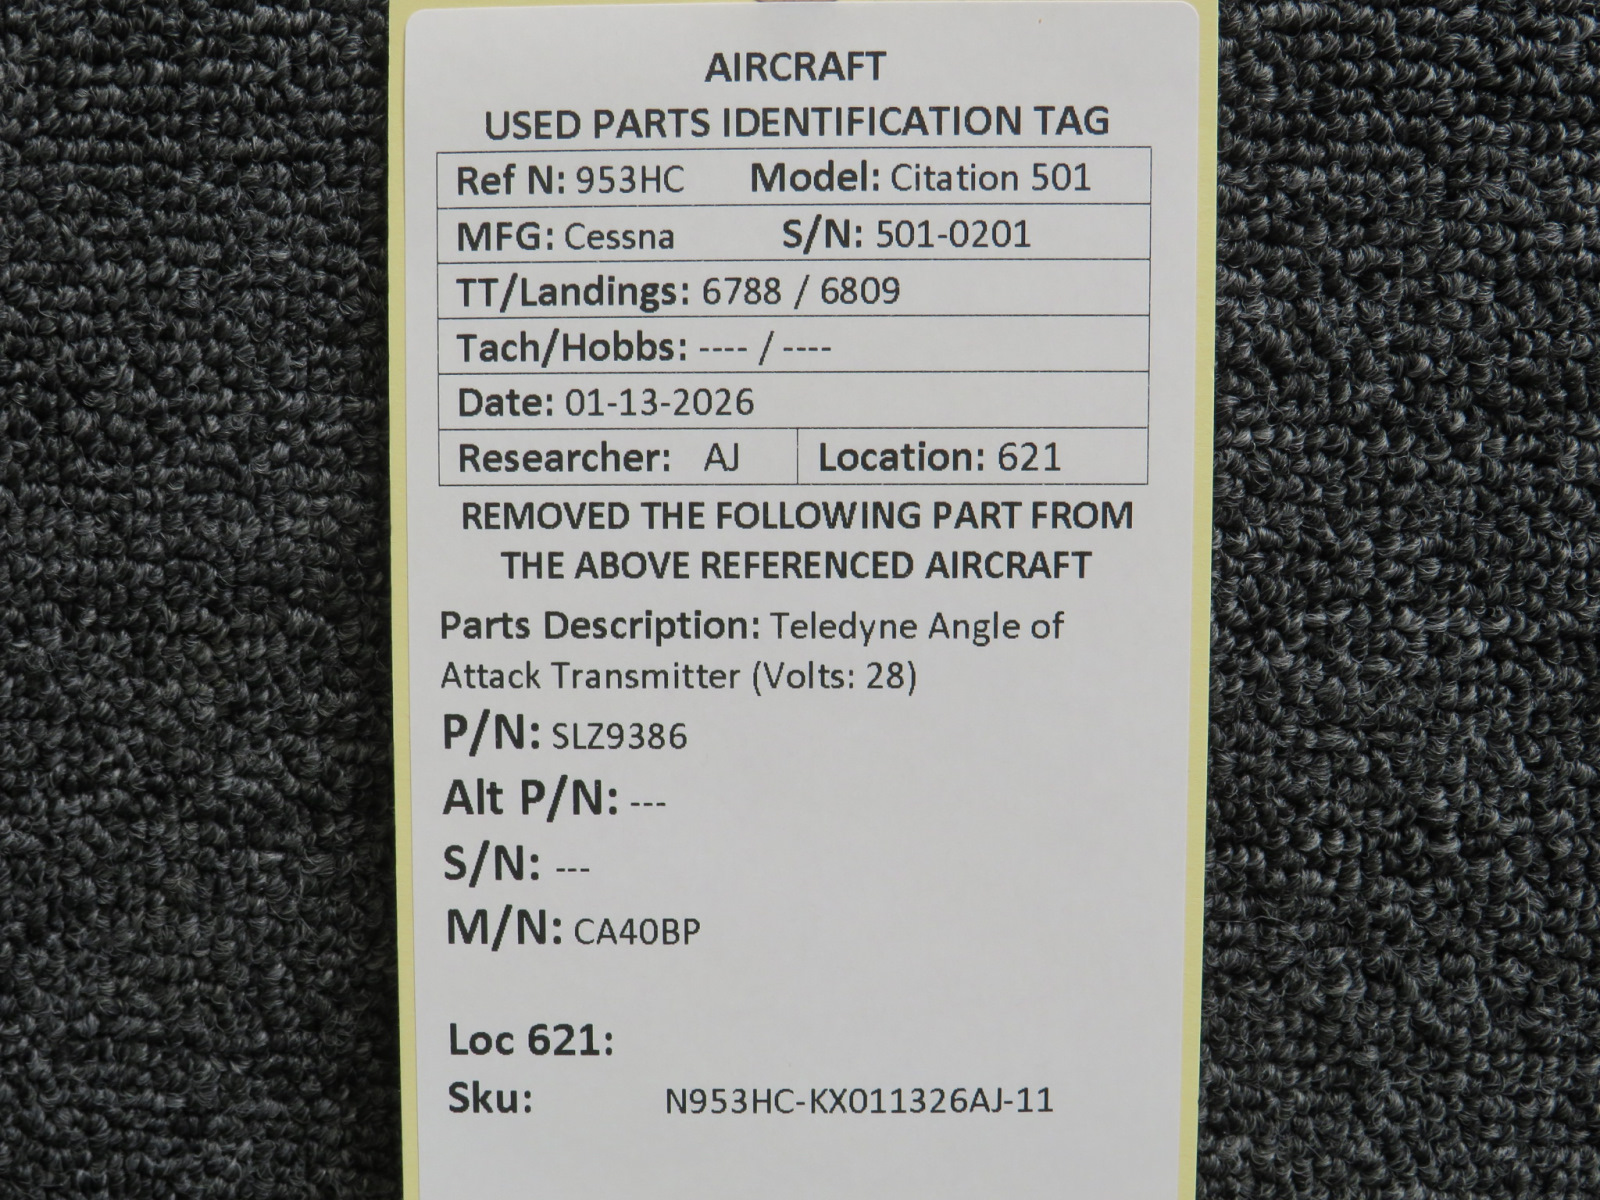 AIRCRAFT
USED PARTS IDENTIFICATION TAG
Ref N: 953HC Model: Citation 501
MFG: Cessna S/N: 501-0201
TT/Landings: 6788 / 6809
Tach/Hobbs: ---- / ----
Date: 01-13-2026
Researcher: AJ Location: 621
REMOVED THE FOLLOWING PART FROM
THE ABOVE REFERENCED AIRCRAFT
Parts Description: Teledyne Angle of
Attack Transmitter (Volts: 28)
P/N: SLZ9386
Alt P/N: ---
S/N: ---
M/N: CA40BP
Loc 621:
Sku: N953HC-KX011326AJ-11